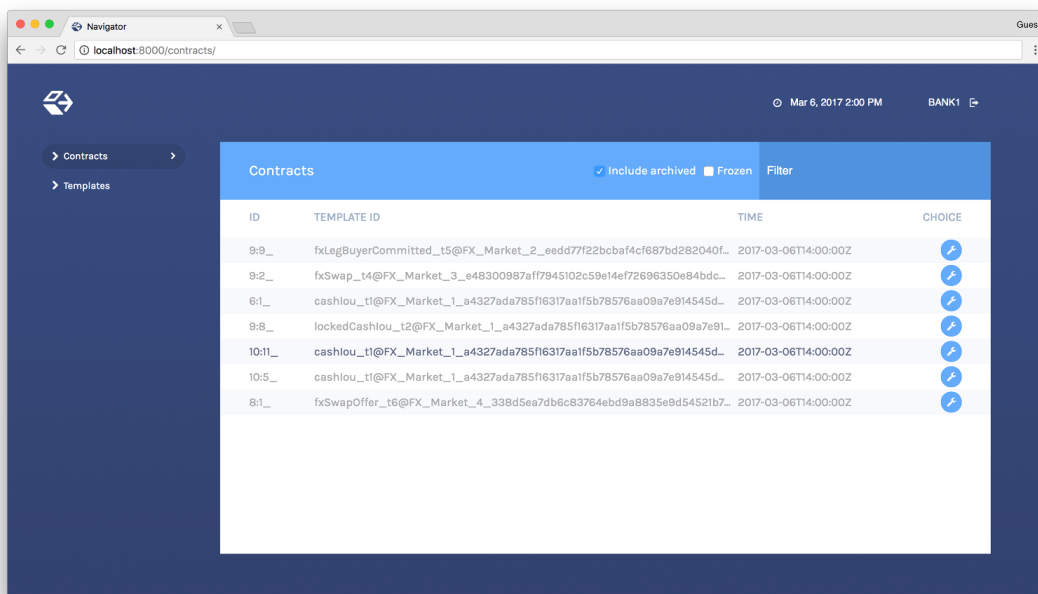 Navigator
Gues
localhost:8000/contracts/
Mar 6, 2017 2:00 PM BANK1
Contracts
Templates
Contracts Include archived Frozen Filter
ID TEMPLATE ID TIME CHOICE
9:9_ fxLegBuyerCommitted_t5@FX_Market_2_eedd77f22bcbaf4cf687bd282040f... 2017-03-06T14:00:00Z
9:2_ fxSwap_t4@FX_Market_3_e48300987aff7945102c59e14ef72696350e84bdc... 2017-03-06T14:00:00Z
6:1_ cashIou_t1@FX_Market_1_a4327ada785f16317aa1f5b78576aa09a7e914545d... 2017-03-06T14:00:00Z
9:8_ lockedCashIou_t2@FX_Market_1_a4327ada785f16317aa1f5b78576aa09a7e91... 2017-03-06T14:00:00Z
10:11_ cashIou_t1@FX_Market_1_a4327ada785f16317aa1f5b78576aa09a7e914545d... 2017-03-06T14:00:00Z
10:5_ cashIou_t1@FX_Market_1_a4327ada785f16317aa1f5b78576aa09a7e914545d... 2017-03-06T14:00:00Z
8:1_ fxSwapOffer_t6@FX_Market_4_338d5ea7db6c83764ebd9a8835e9d54521b7... 2017-03-06T14:00:00Z